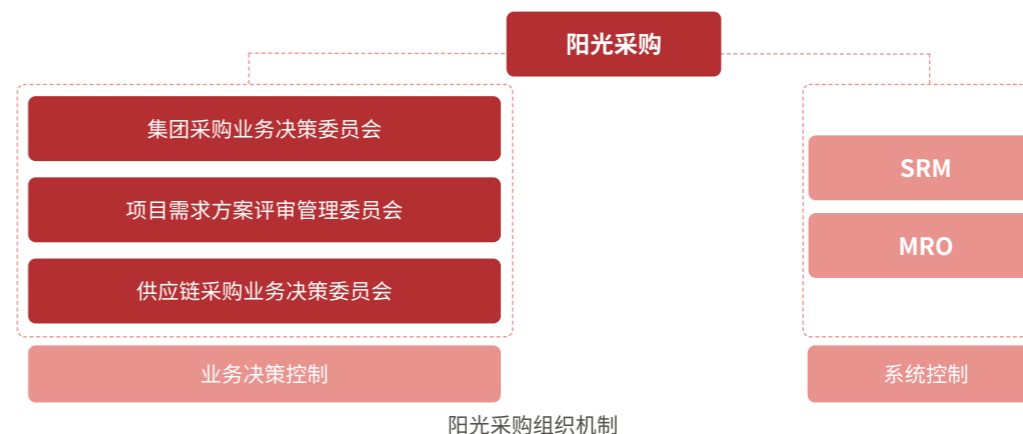 阳光采购
集团采购业务决策委员会
项目需求方案评审管理委员会
供应链采购业务决策委员会
业务决策控制
SRM
MRO
系统控制
阳光采购组织机制